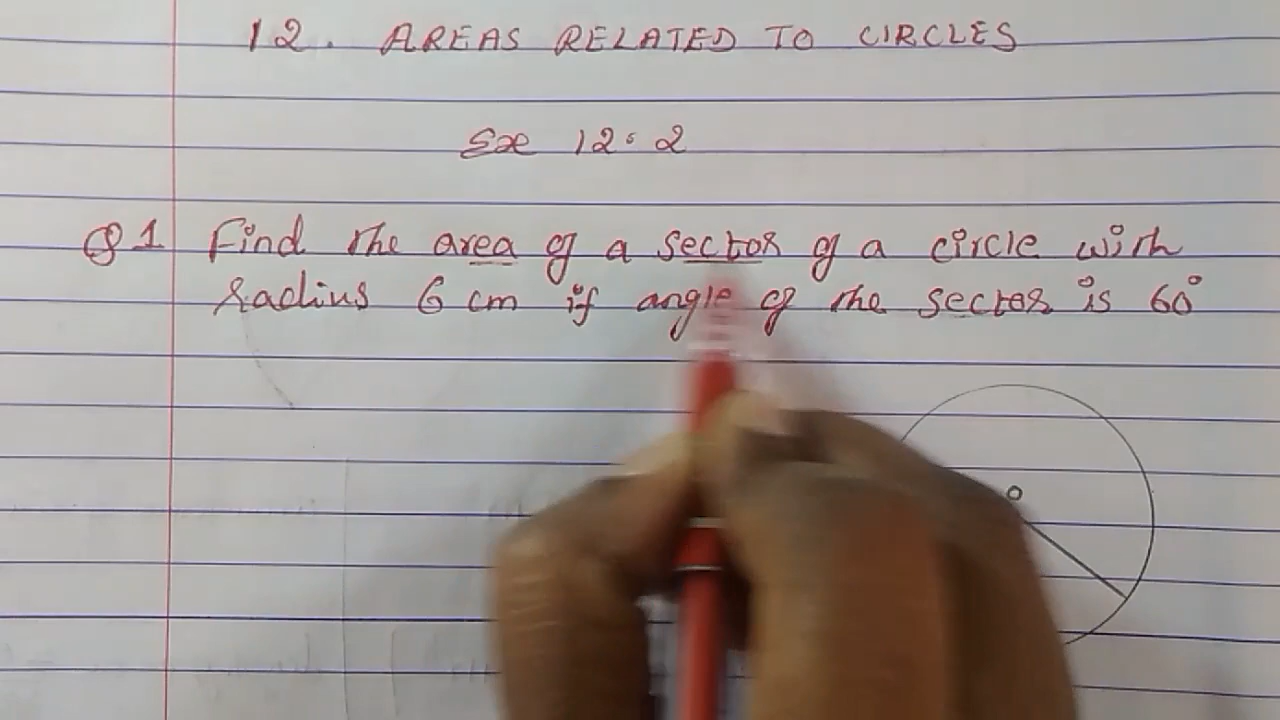 12. AREAS RELATED TO CIRCLES
Ex 12.2
Q1 Find the area of a sector of a circle with
radius 6 cm if angle of the sector is 60°
O